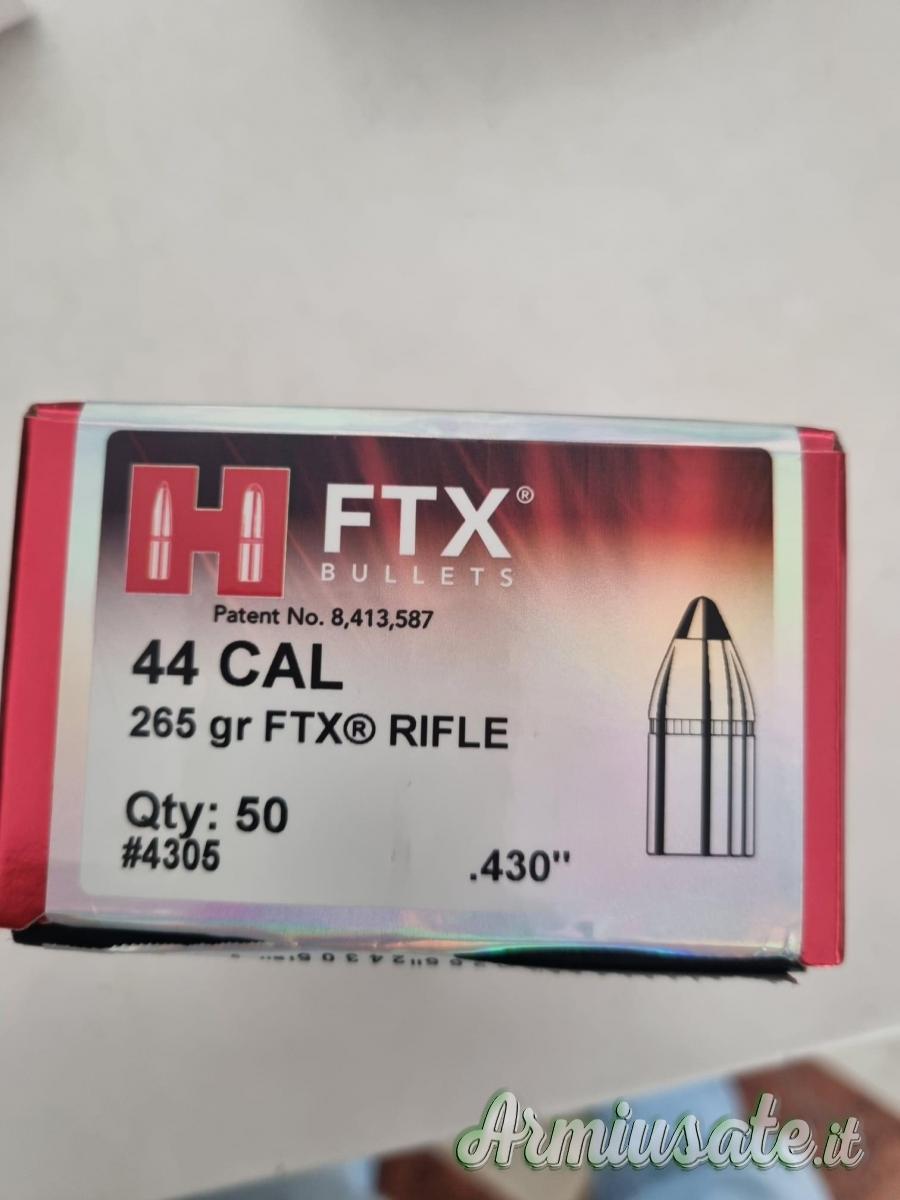 FTX®
BULLETS
Patent No. 8,413,587
44 CAL
265 gr FTX® RIFLE
Qty: 50
#4305
.430"
Armiusate.it